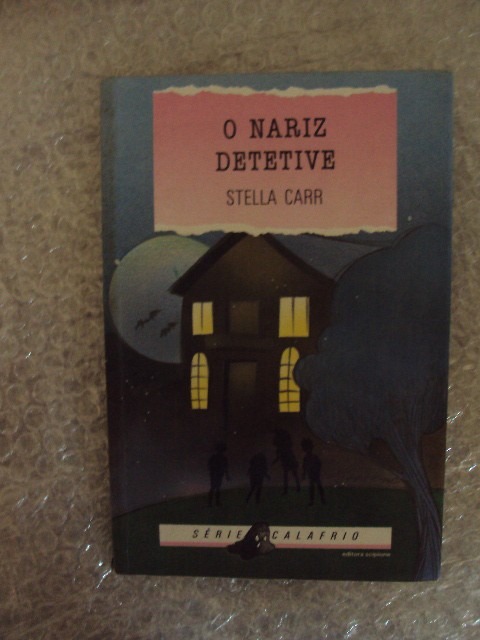 O NARIZ
DETETIVE
STELLA CARR
SÉRIE CALAFRIO
editora scipione